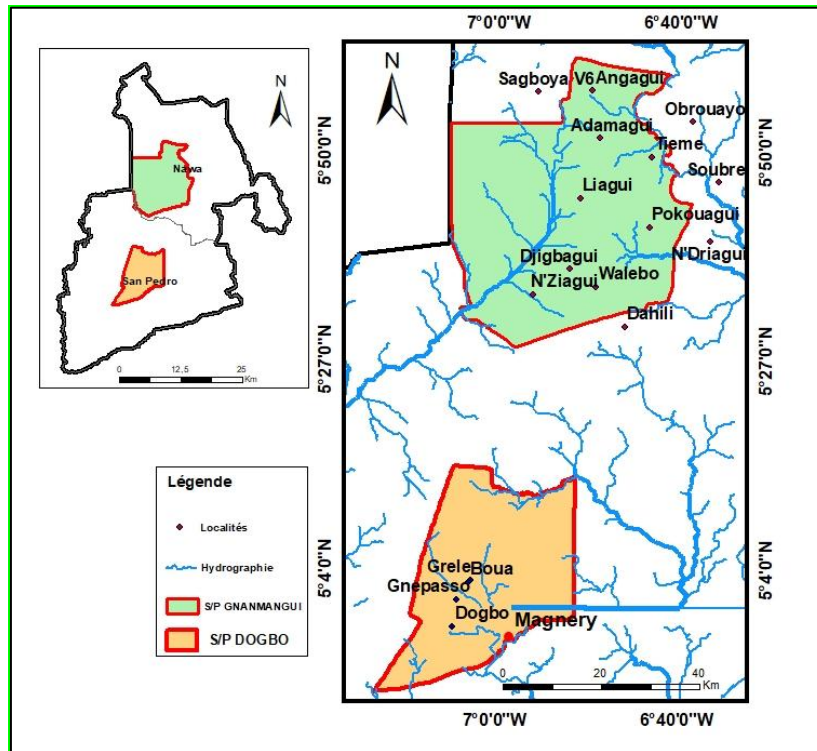 7°0'0"W 6°40'0"W
N
Nawa
San Pedro
0 12,5 25
Km
Légende
Localités
Hydrographie
S/P GNANMANGUI
S/P DOGBO
N
Sagboya V6 Angagui
Obrouayo
Adamagui
Tieme
Soubre
Liagui
Pokouagui
N'Driagui
Djigbagui
N'Ziagui Walebo
Dahili
Grele Boua
Gnepasso
Dogbo
Magnery
0 20 40
Km
5°50'0"N
5°27'0"N
5°4'0"N
5°50'0"N
5°27'0"N
5°4'0"N
7°0'0"W 6°40'0"W